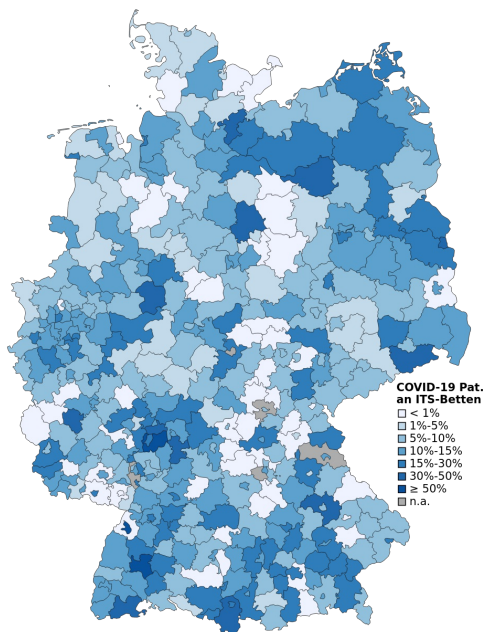 COVID-19 Pat.
an ITS-Betten
< 1%
1%-5%
5%-10%
10%-15%
15%-30%
30%-50%
≥ 50%
n.a.